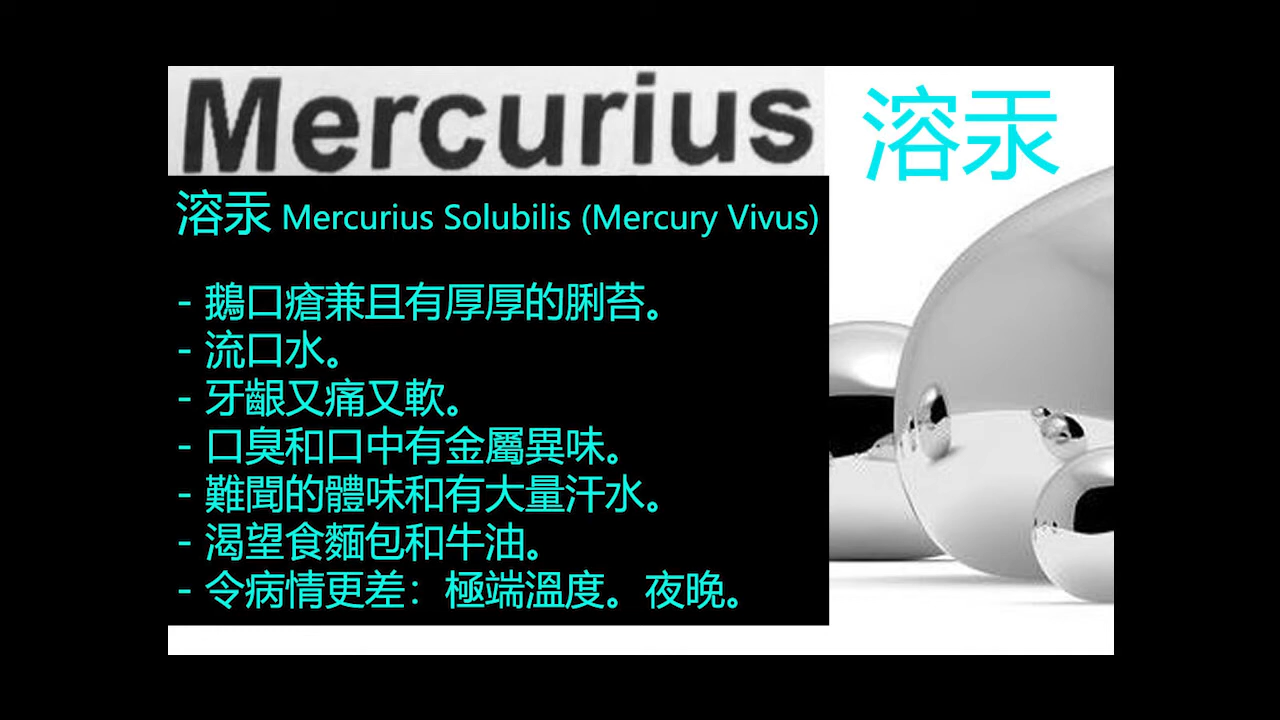 Mercurius
溶汞
溶汞 Mercurius Solubilis (Mercury Vivus)
- 鵝口瘡兼且有厚厚的脷苔。
- 流口水。
- 牙齦又痛又軟。
- 口臭和口中有金屬異味。
- 難聞的體味和有大量汗水。
- 渴望食麵包和牛油。
- 令病情更差：極端溫度。夜晚。